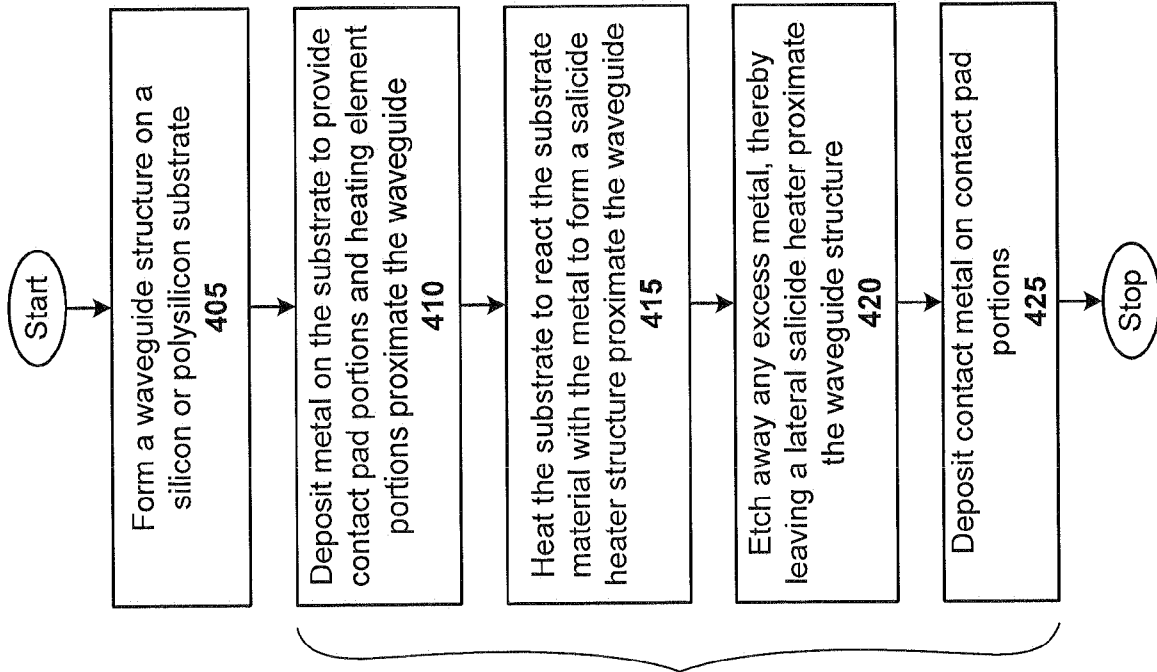 Start
Form a waveguide structure on a
silicon or polysilicon substrate
405
Deposit metal on the substrate to provide
contact pad portions and heating element
portions proximate the waveguide
410
Heat the substrate to react the substrate
material with the metal to form a salicide
heater structure proximate the waveguide
415
Etch away any excess metal, thereby
leaving a lateral salicide heater proximate
the waveguide structure
420
Deposit contact metal on contact pad
portions
425
Stop